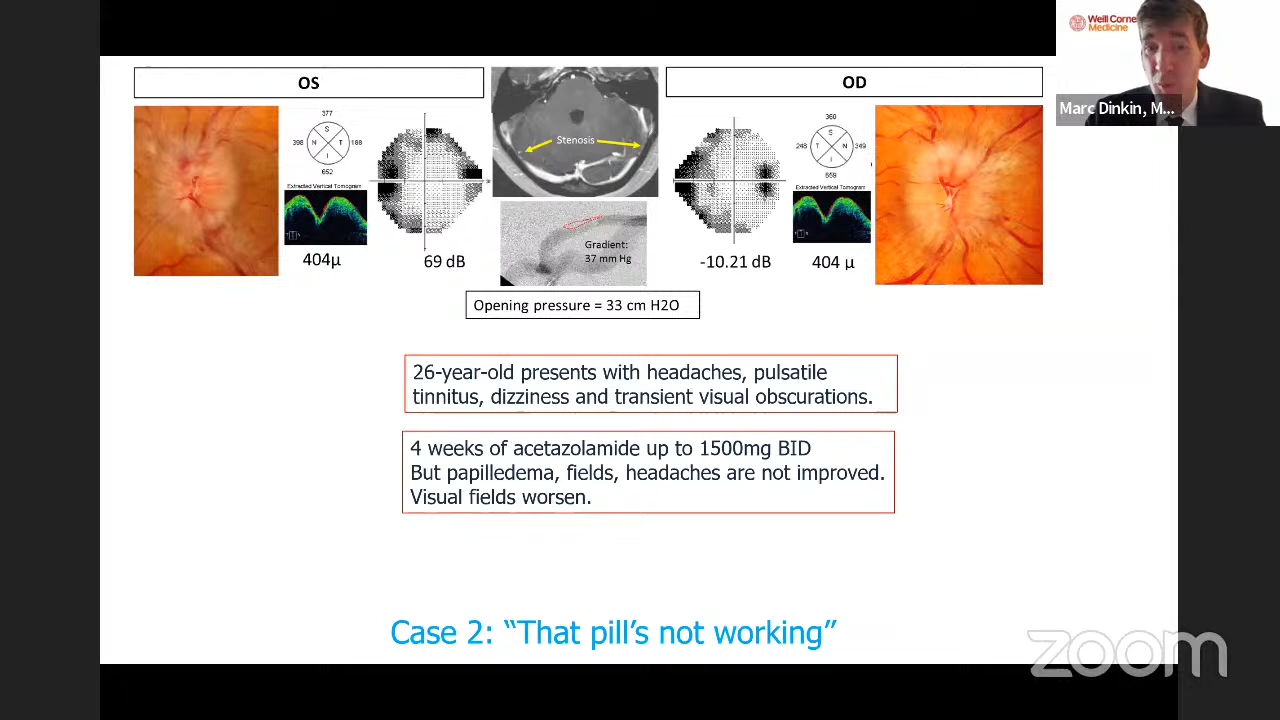 Weill Corne
Medicine
Marc Dinkin, M...
OS
OD
377
S
398 N T 188
I
652
Extracted Vertical Tomogram
404μ
69 dB
Stenosis
Gradient:
37 mm Hg
360
S
248 T N 349
I
659
Extracted Vertical Tomogram
-10.21 dB
404 μ
Opening pressure = 33 cm H2O
26-year-old presents with headaches, pulsatile
tinnitus, dizziness and transient visual obscurations.
4 weeks of acetazolamide up to 1500mg BID
But papilledema, fields, headaches are not improved.
Visual fields worsen.
Case 2: “That pill’s not working”
zoom